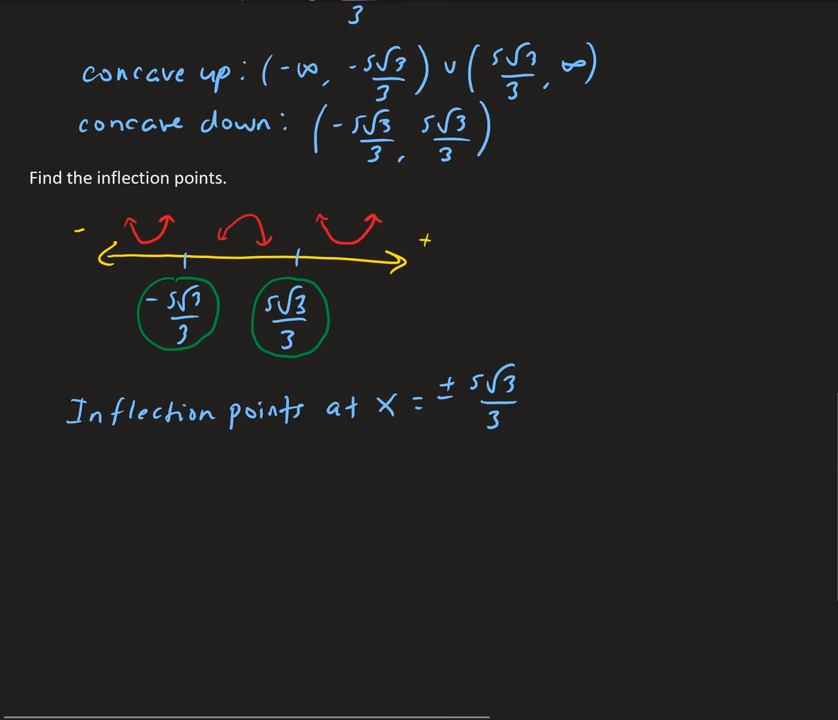 3
concave up: (-∞, -5√3/3) ∪ (5√3/3, ∞)
concave down: (-5√3/3, 5√3/3)
Find the inflection points.
- +
-5√3/3 5√3/3
Inflection points at x = ± 5√3/3